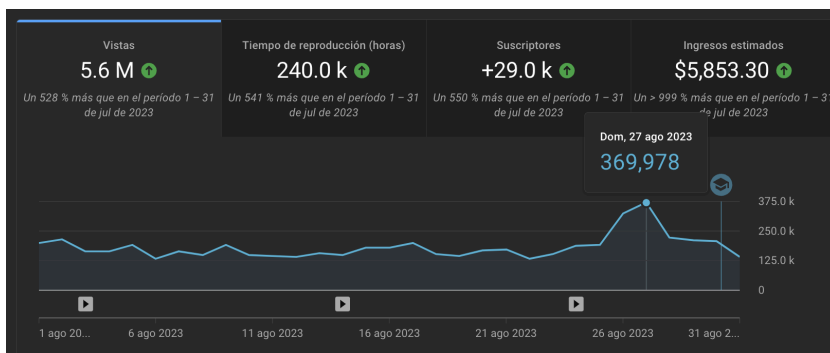 Vistas
5.6 M
Un 528 % más que en el período 1 – 31
de jul de 2023
Tiempo de reproducción (horas)
240.0 k
Un 541 % más que en el período 1 – 31
de jul de 2023
Suscriptores
+29.0 k
Un 550 % más que en el período 1 – 31
de jul de 2023
Ingresos estimados
$5,853.30
Un > 999 % más que en el período 1 – 31
de jul de 2023
Dom, 27 ago 2023
369,978
375.0 k
250.0 k
125.0 k
0
1 ago 20...
6 ago 2023
11 ago 2023
16 ago 2023
21 ago 2023
26 ago 2023
31 ago 2...